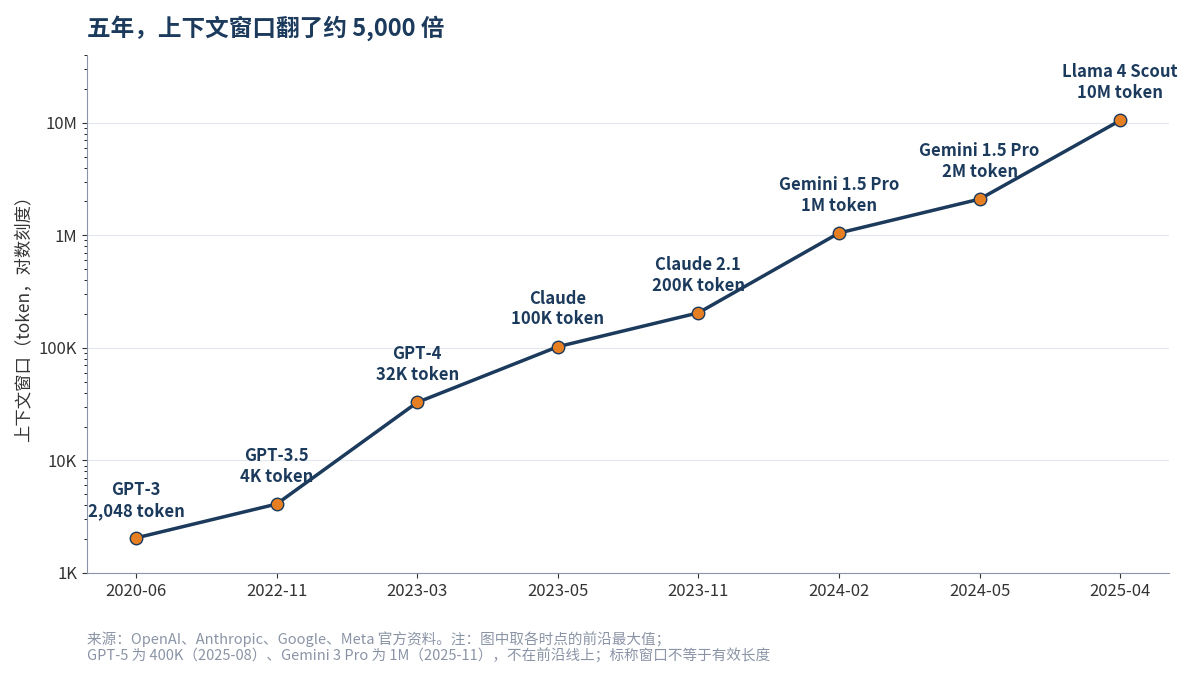 五年，上下文窗口翻了约 5,000 倍
上下文窗口（token，对数刻度）
10M
1M
100K
10K
1K
GPT-3
2,048 token
GPT-3.5
4K token
GPT-4
32K token
Claude
100K token
Claude 2.1
200K token
Gemini 1.5 Pro
1M token
Gemini 1.5 Pro
2M token
Llama 4 Scout
10M token
2020-06
2022-11
2023-03
2023-05
2023-11
2024-02
2024-05
2025-04
来源：OpenAI、Anthropic、Google、Meta 官方资料。注：图中取各时点的前沿最大值；
GPT-5 为 400K（2025-08）、Gemini 3 Pro 为 1M（2025-11），不在前沿线上；标称窗口不等于有效长度